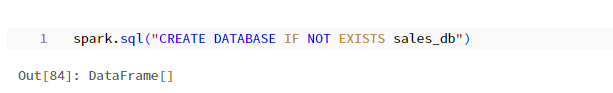 1 spark.sql("CREATE DATABASE IF NOT EXISTS sales_db")
Out[84]: DataFrame[]